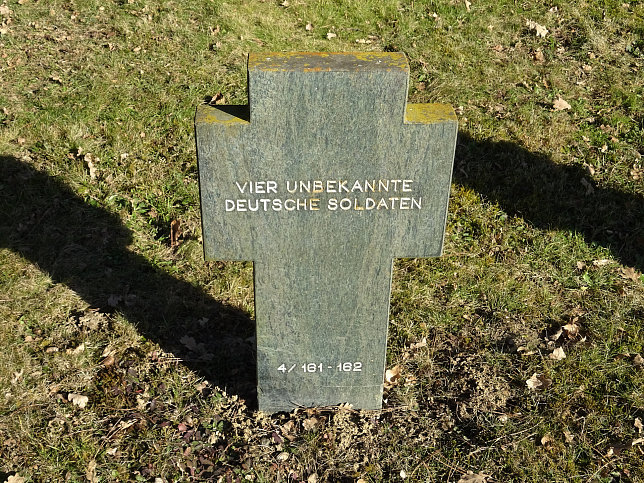 VIER UNBEKANNTE
DEUTSCHE SOLDATEN
4/161-162